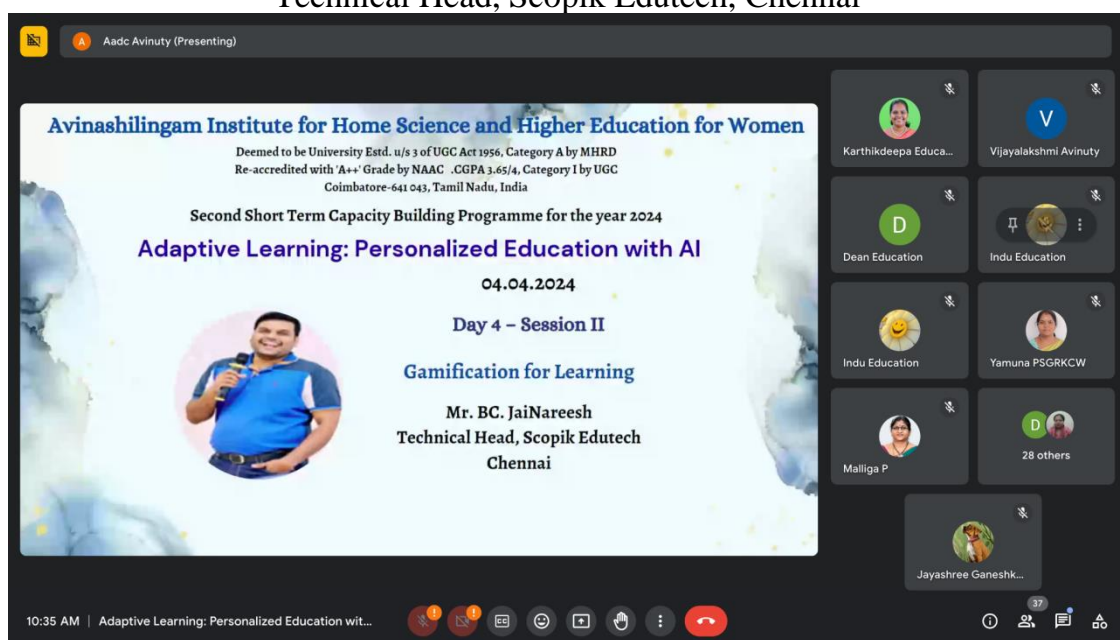 Technical Head, Scopik Edutech, Chennai
A
Aadc Avinuty (Presenting)
Avinashilingam Institute for Home Science and Higher Education for Women
Deemed to be University Estd. u/s 3 of UGC Act 1956, Category A by MHRD
Re-accredited with 'A++' Grade by NAAC .CGPA 3.65/4, Category I by UGC
Coimbatore-641 043, Tamil Nadu, India
Second Short Term Capacity Building Programme for the year 2024
Adaptive Learning: Personalized Education with AI
04.04.2024
Day 4 – Session II
Gamification for Learning
Mr. BC. JaiNareesh
Technical Head, Scopik Edutech
Chennai
Karthikdeepa Educa...
V
Vijayalakshmi Avinuty
D
Dean Education
Indu Education
Indu Education
Yamuna PSGRKCW
Malliga P
D
28 others
Jayashree Ganeshk...
10:35 AM | Adaptive Learning: Personalized Education wit...
CC
37